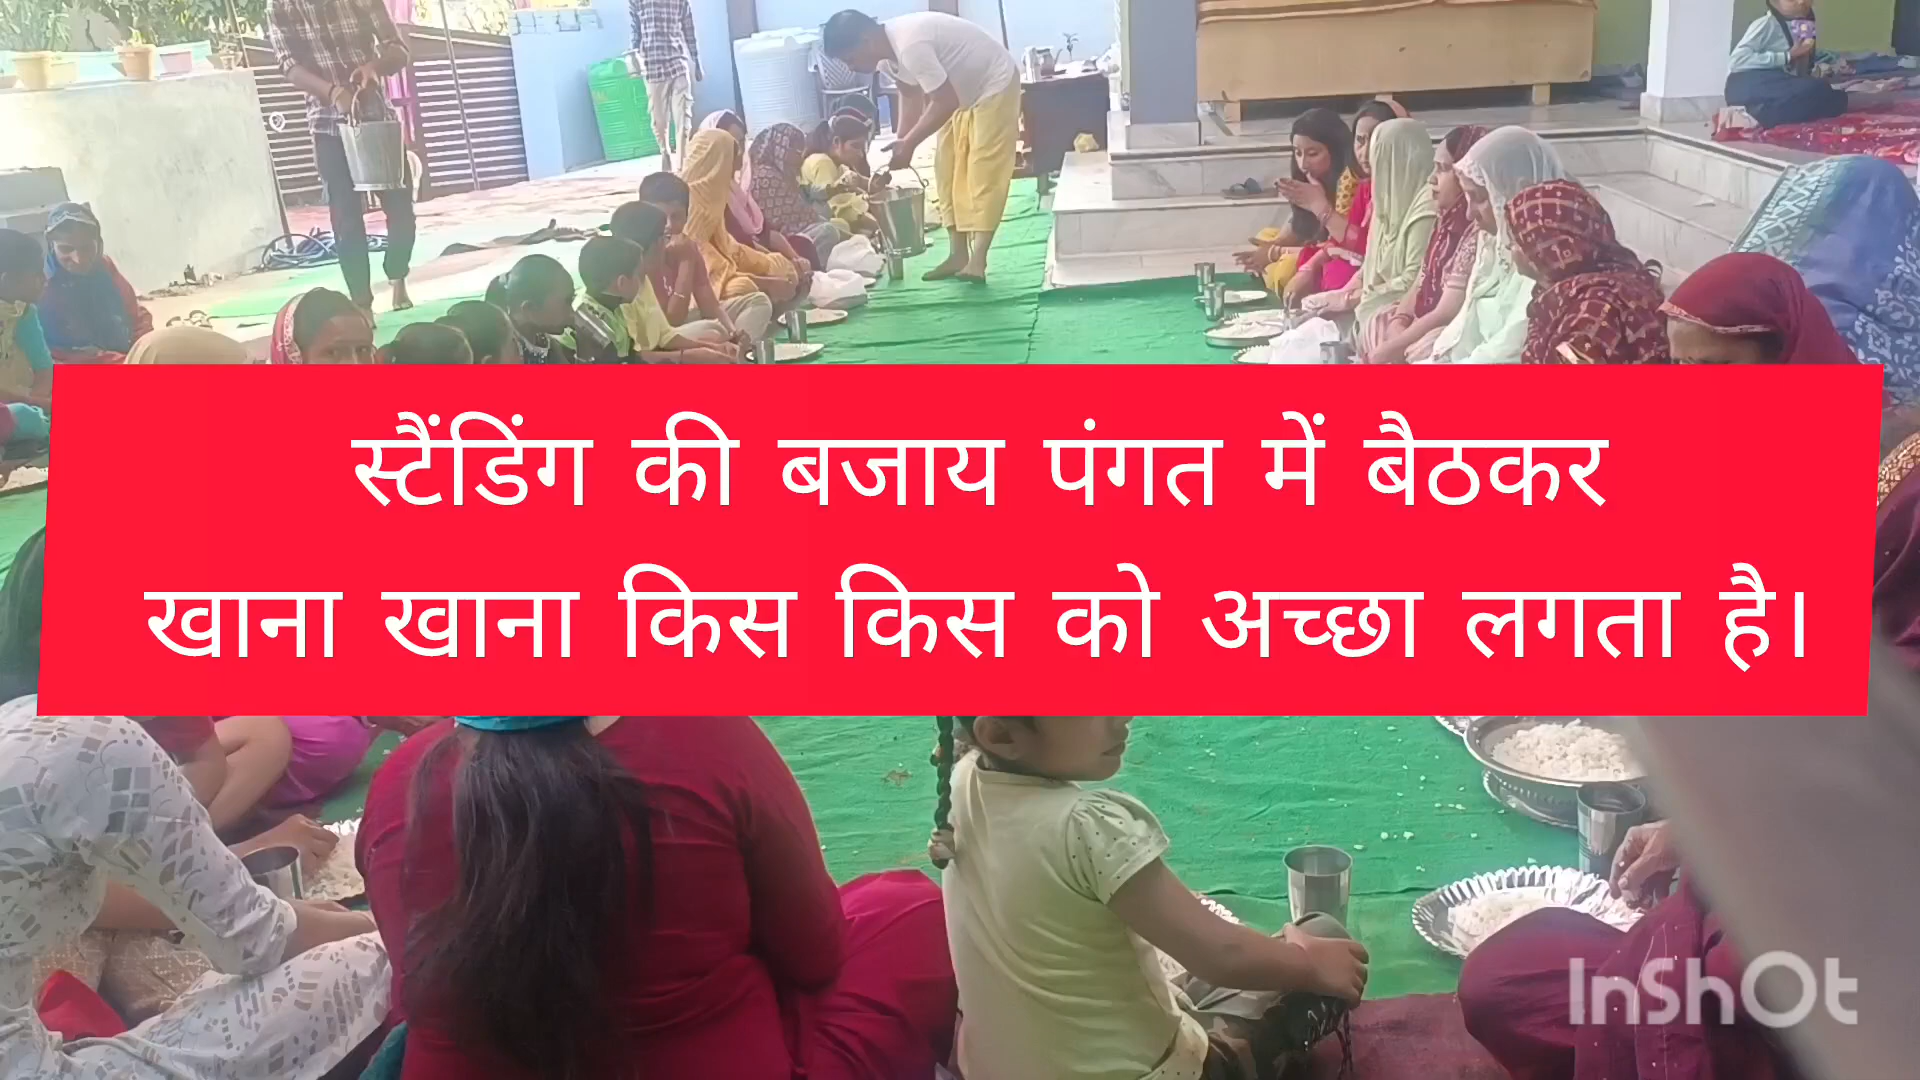 स्टैंडिंग की बजाय पंगत में बैठकर
खाना खाना किस किस को अच्छा लगता है।
InShOt